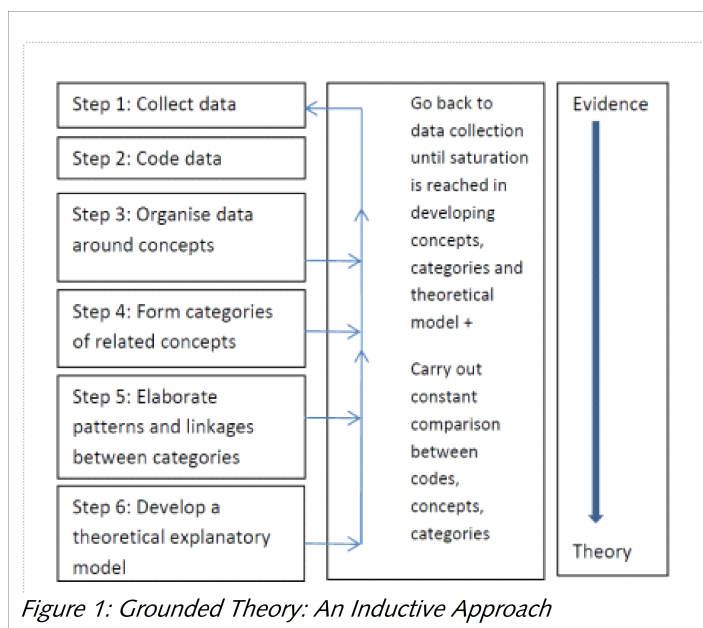 Step 1: Collect data
Step 2: Code data
Step 3: Organise data
around concepts
Step 4: Form categories
of related concepts
Step 5: Elaborate
patterns and linkages
between categories
Step 6: Develop a
theoretical explanatory
model
Go back to
data collection
until saturation
is reached in
developing
concepts,
categories and
theoretical
model +
Carry out
constant
comparison
between
codes,
concepts,
categories
Evidence
Theory
Figure 1: Grounded Theory: An Inductive Approach